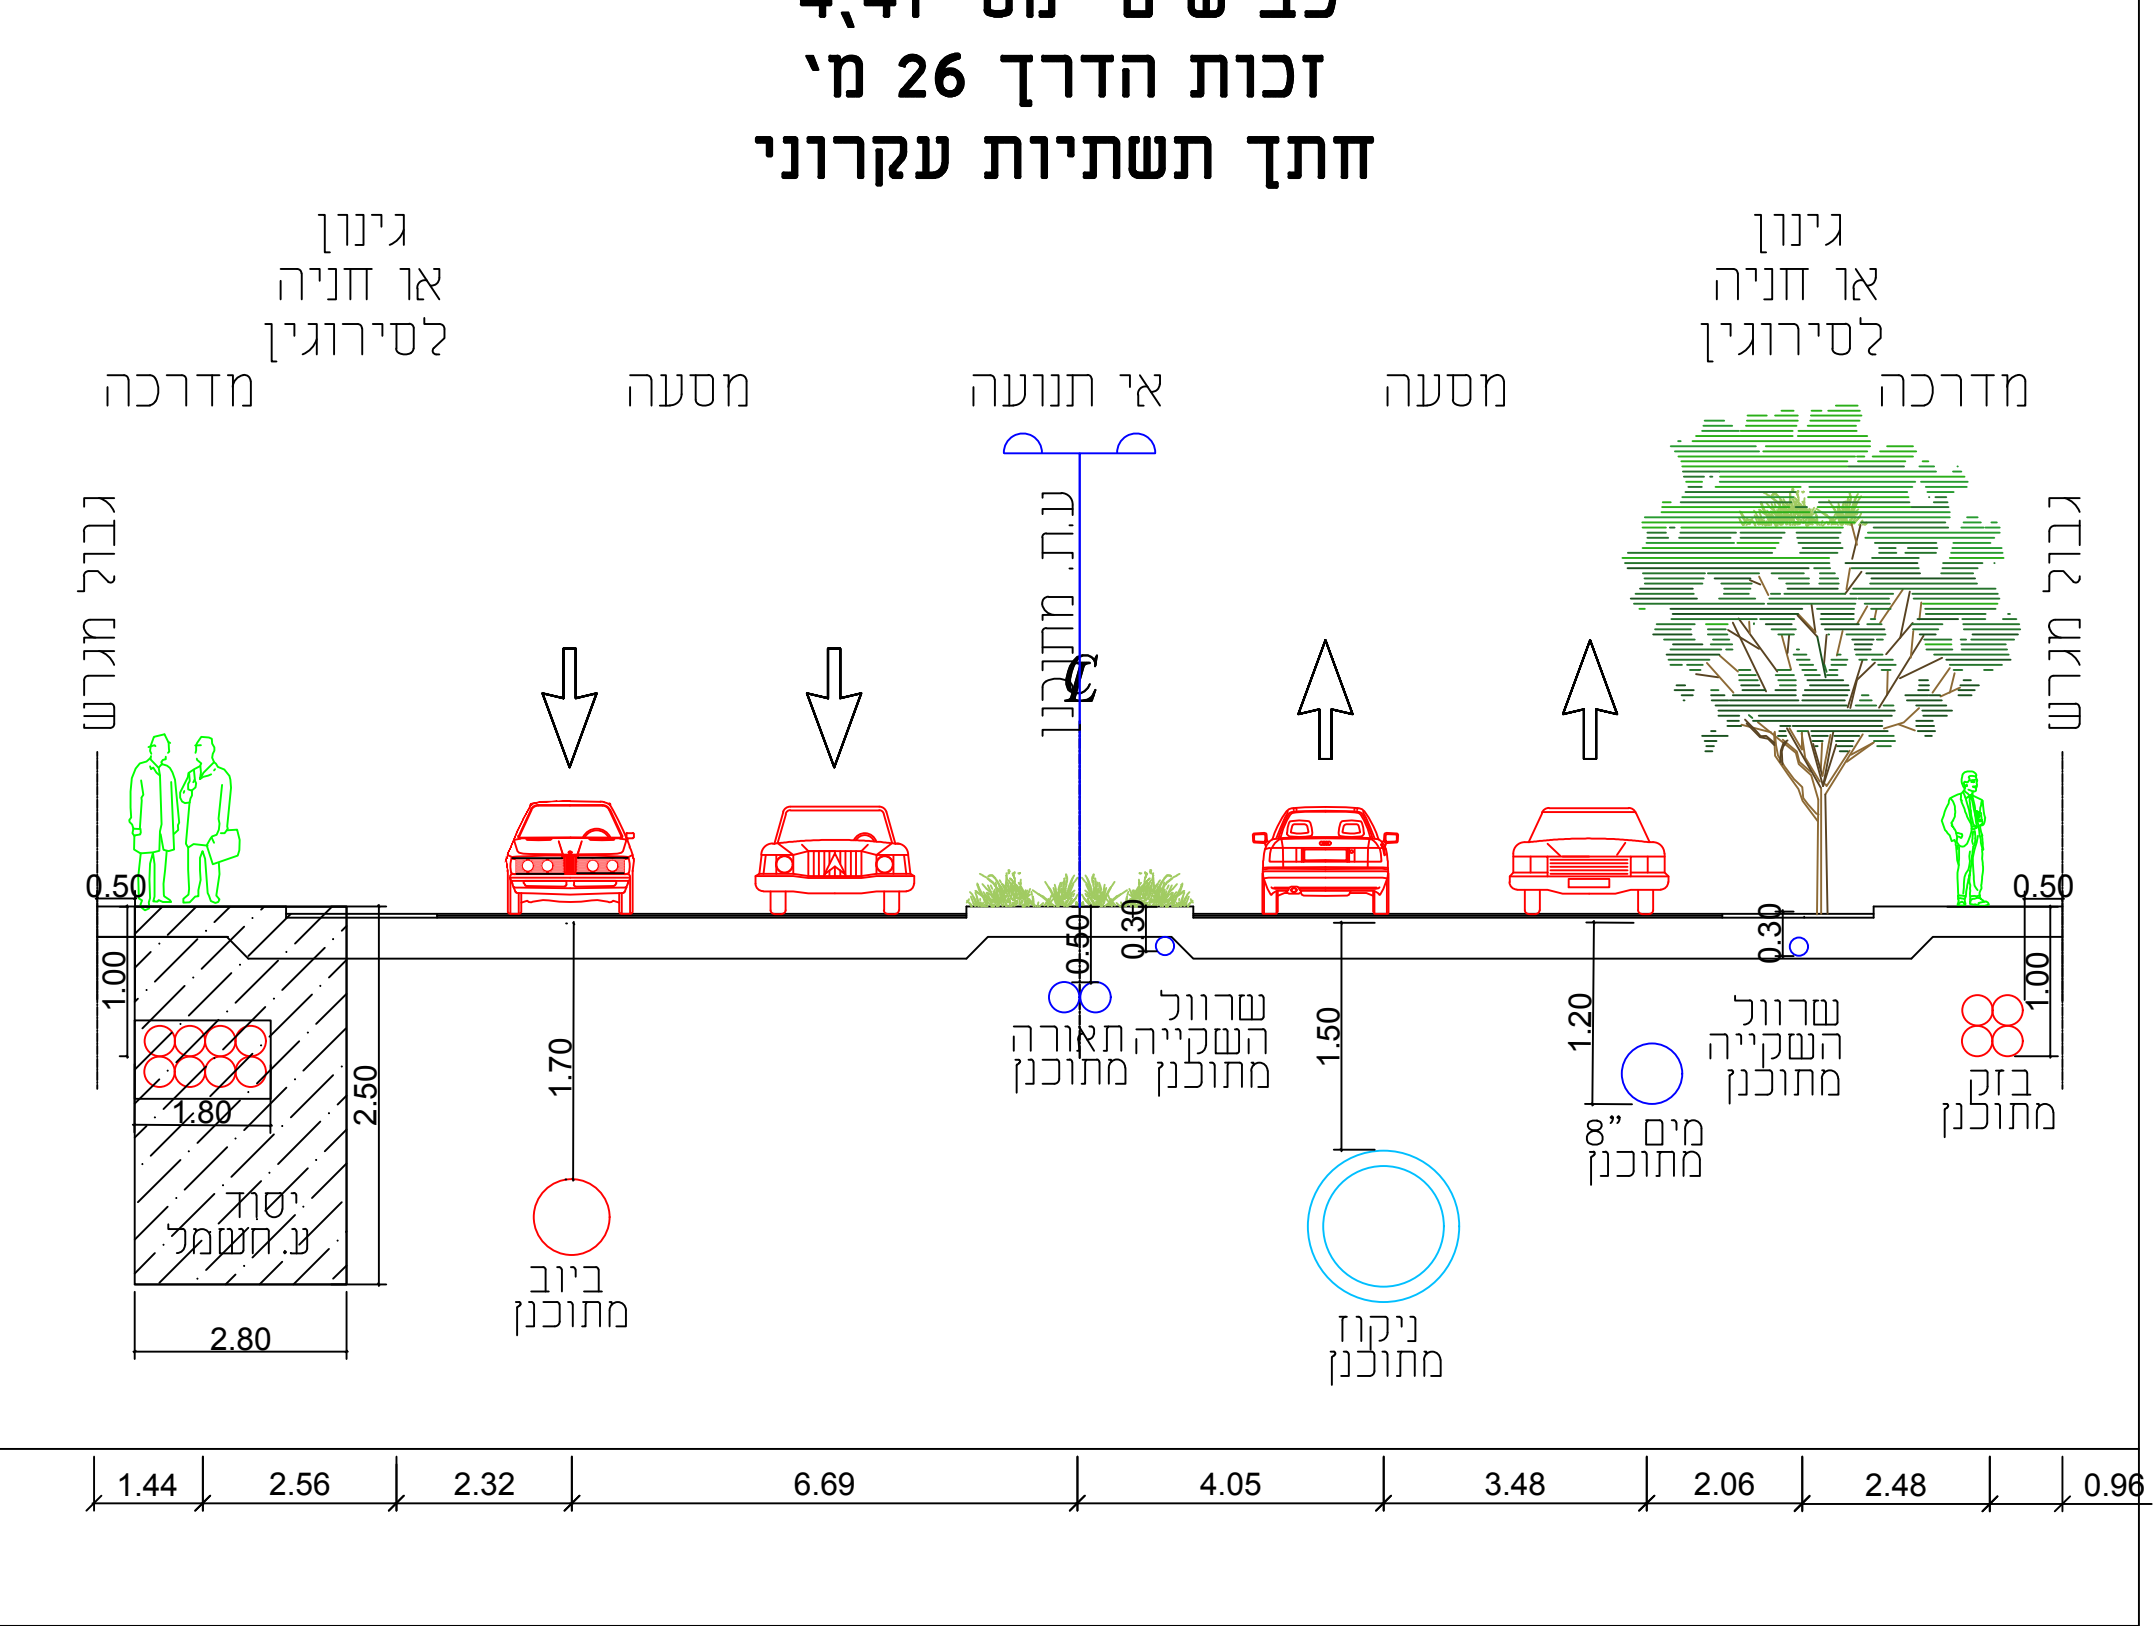 זכות הדרך 26 מ'
חתך תשתיות עקרוני
גינון
או חניה
לסירוגין
גינון
או חניה
לסירוגין
מדרכה
מסעה
אי תנועה
מסעה
מדרכה
גבול מגרש
ע.ת. מתוכנן
גבול מגרש
CL
0.50
0.50
1.00
0.50
0.30
0.30
1.00
1.70
1.50
1.20
2.50
1.80
תאורה
מתוכנן
שרוול
השקייה
מתוכנן
שרוול
השקייה
מתוכנן
בזק
מתוכנן
מים 8"
מתוכנן
יסוד
ע.חשמל
ביוב
מתוכנן
ניקוז
מתוכנן
2.80
1.44
2.56
2.32
6.69
4.05
3.48
2.06
2.48
0.96